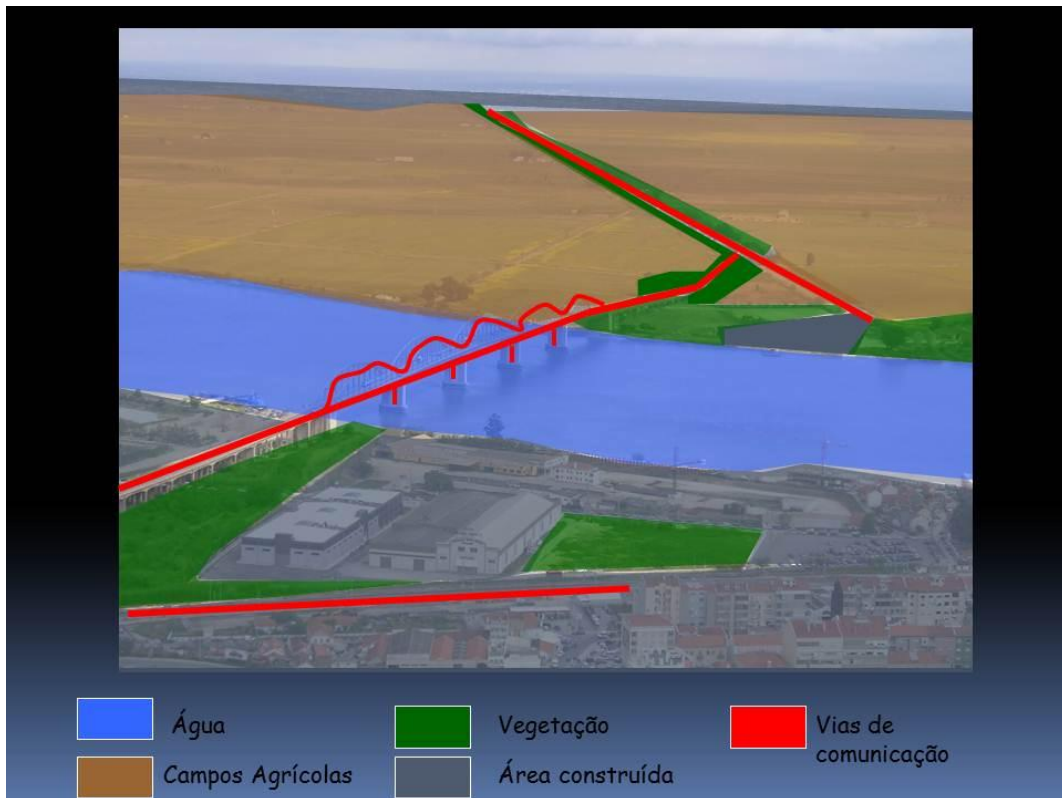 Água
Vegetação
Vias de
comunicação
Campos Agrícolas
Área construída